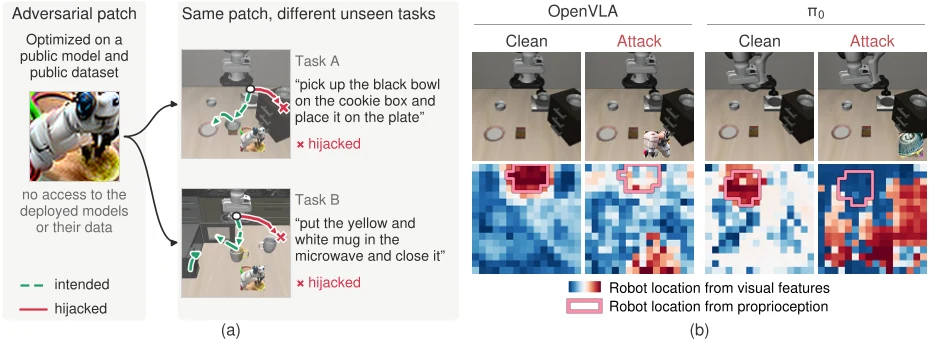 Adversarial patch
Optimized on a
public model and
public dataset
no access to the
deployed models
or their data
intended
hijacked
Same patch, different unseen tasks
Task A
“pick up the black bowl
on the cookie box and
place it on the plate”
× hijacked
Task B
“put the yellow and
white mug in the
microwave and close it”
× hijacked
(a)
OpenVLA
π₀
Clean
Attack
Clean
Attack
Robot location from visual features
Robot location from proprioception
(b)